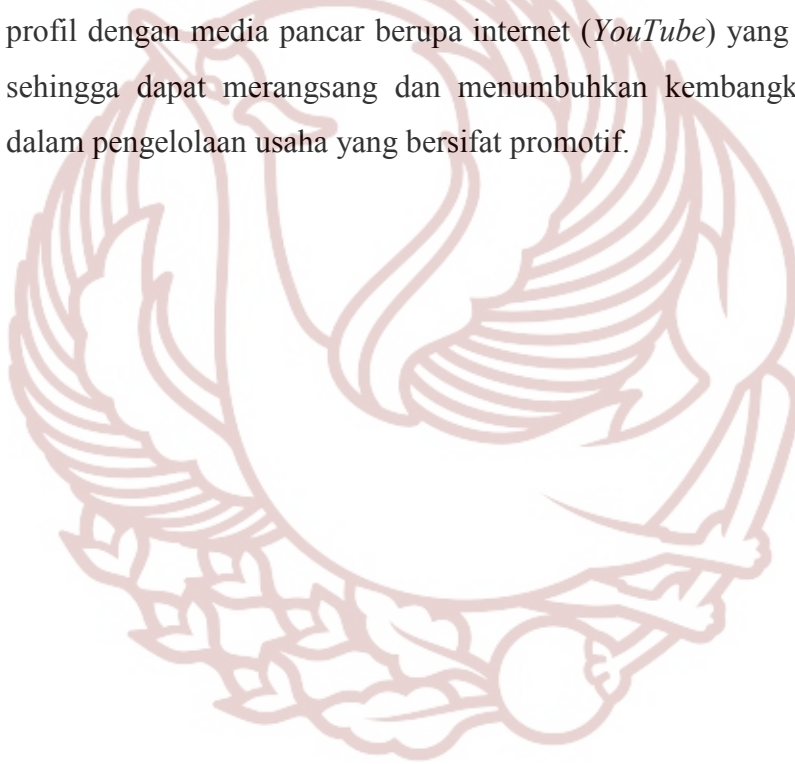 profil dengan media pancar berupa internet (YouTube) yang
sehingga dapat merangsang dan menumbuhkan kembangk
dalam pengelolaan usaha yang bersifat promotif.